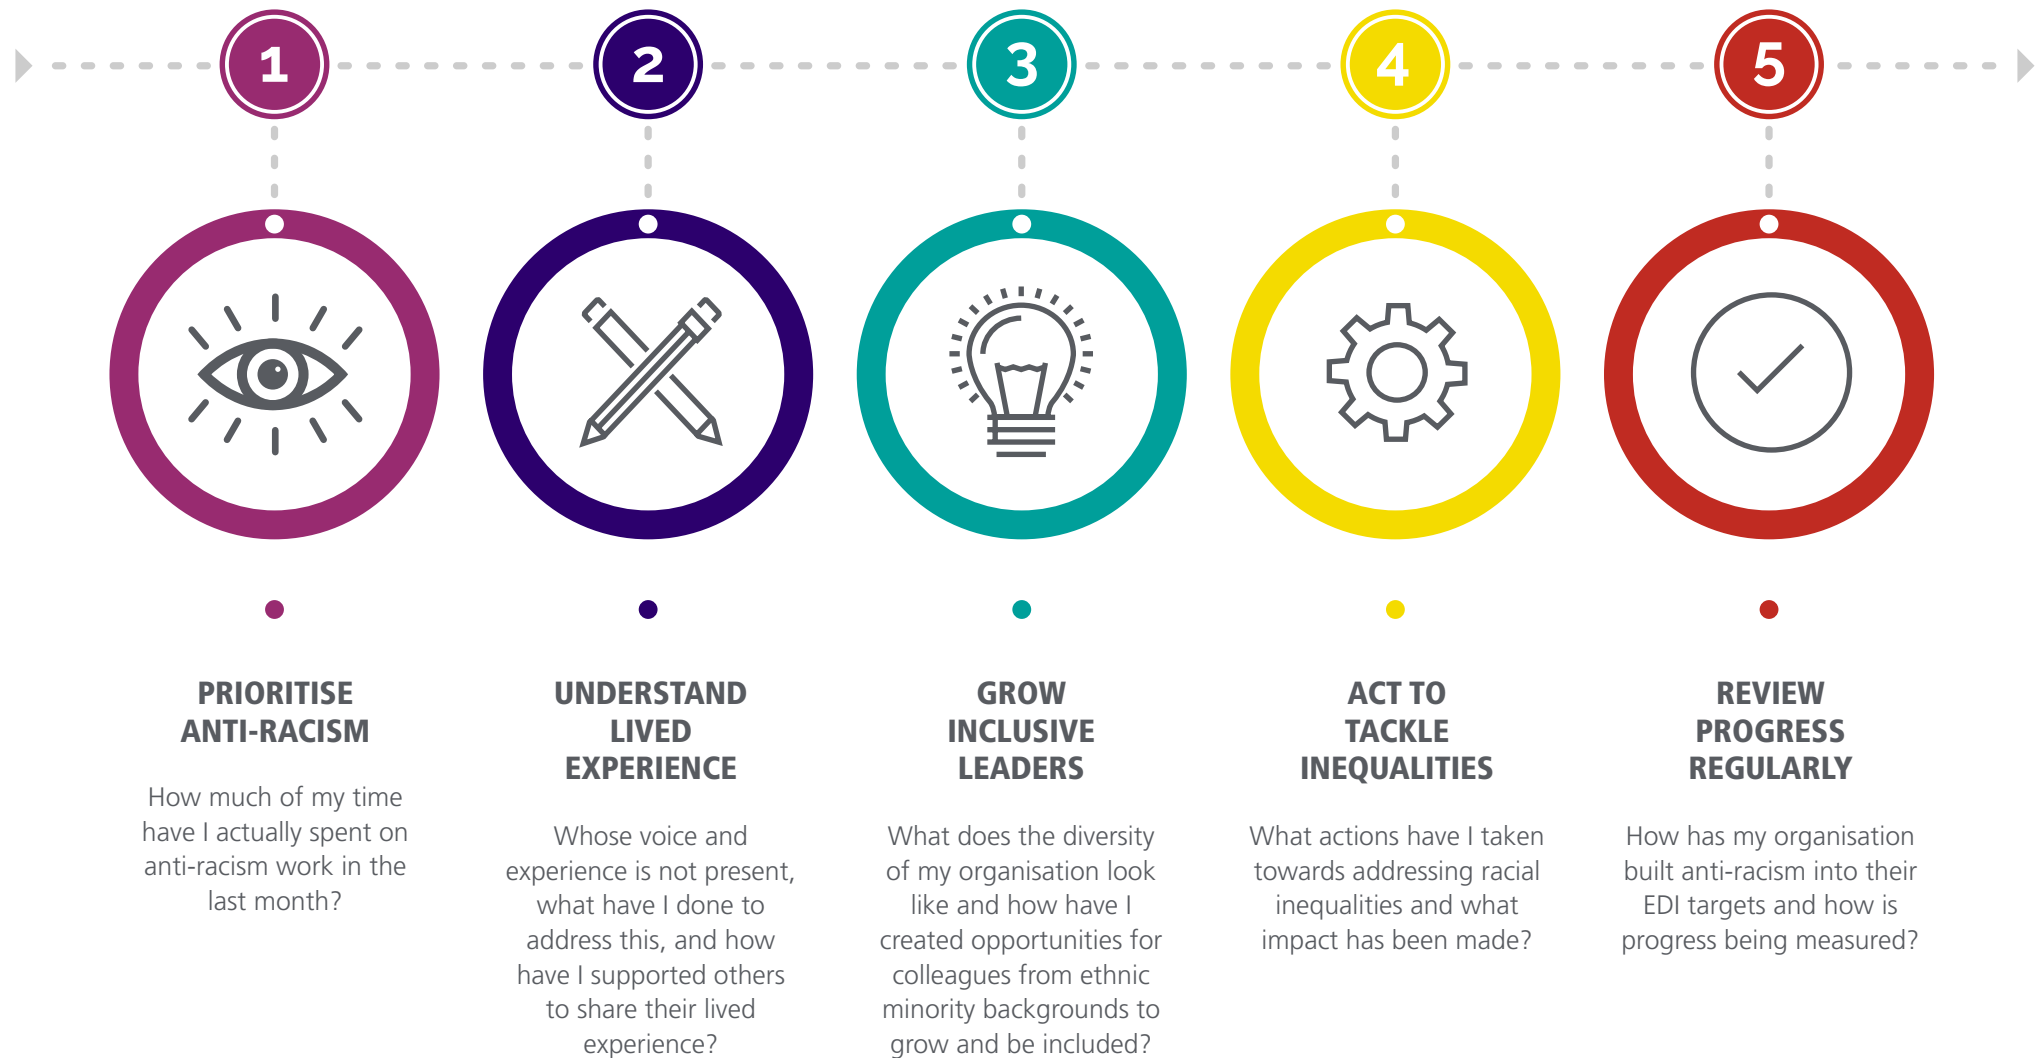 1
2
3
4
5
PRIORITISE
ANTI-RACISM
How much of my time
have I actually spent on
anti-racism work in the
last month?
UNDERSTAND
LIVED
EXPERIENCE
Whose voice and
experience is not present,
what have I done to
address this, and how
have I supported others
to share their lived
experience?
GROW
INCLUSIVE
LEADERS
What does the diversity
of my organisation look
like and how have I
created opportunities for
colleagues from ethnic
minority backgrounds to
grow and be included?
ACT TO
TACKLE
INEQUALITIES
What actions have I taken
towards addressing racial
inequalities and what
impact has been made?
REVIEW
PROGRESS
REGULARLY
How has my organisation
built anti-racism into their
EDI targets and how is
progress being measured?